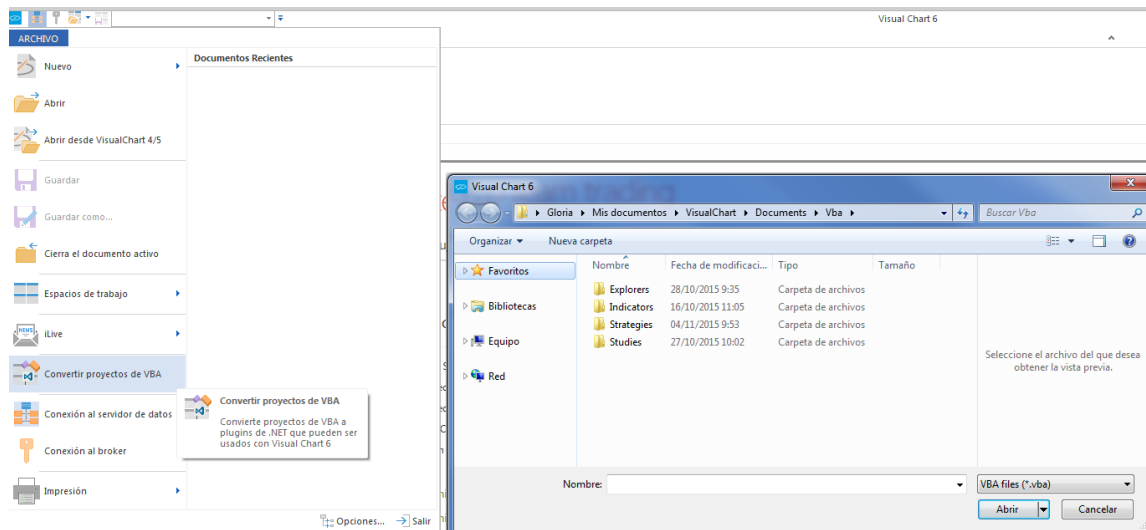 Visual Chart 6
ARCHIVO
Nuevo
Abrir
Abrir desde VisualChart 4/5
Guardar
Guardar como...
Cierra el documento activo
Espacios de trabajo
NEWS
iLive
Convertir proyectos de VBA
Conexión al servidor de datos
Conexión al broker
Impresión
Documentos Recientes
Convertir proyectos de VBA
Convierte proyectos de VBA a
plugins de .NET que pueden ser
usados con Visual Chart 6
Opciones... Salir
Visual Chart 6
Gloria Mis documentos VisualChart Documents Vba
Buscar Vba
Organizar Nueva carpeta
Favoritos
Bibliotecas
Equipo
Red
Nombre Fecha de modificaci... Tipo Tamaño
Explorers 28/10/2015 9:35 Carpeta de archivos
Indicators 16/10/2015 11:05 Carpeta de archivos
Strategies 04/11/2015 9:53 Carpeta de archivos
Studies 27/10/2015 10:02 Carpeta de archivos
Seleccione el archivo del que desea
obtener la vista previa.
Nombre:
VBA files (*.vba)
Abrir Cancelar